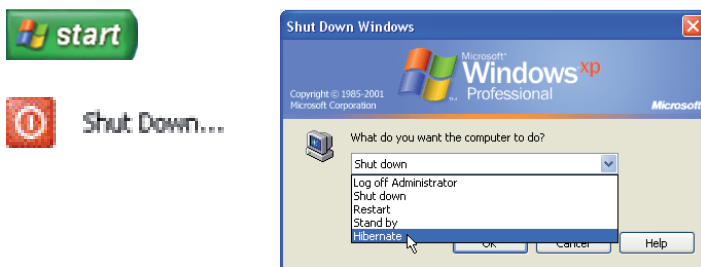 start
Shut Down...
Shut Down Windows
Microsoft
Windows xp
Professional
Copyright © 1985-2001
Microsoft Corporation
Microsoft
What do you want the computer to do?
Shut down
Log off Administrator
Shut down
Restart
Stand by
Hibernate
OK
Cancel
Help